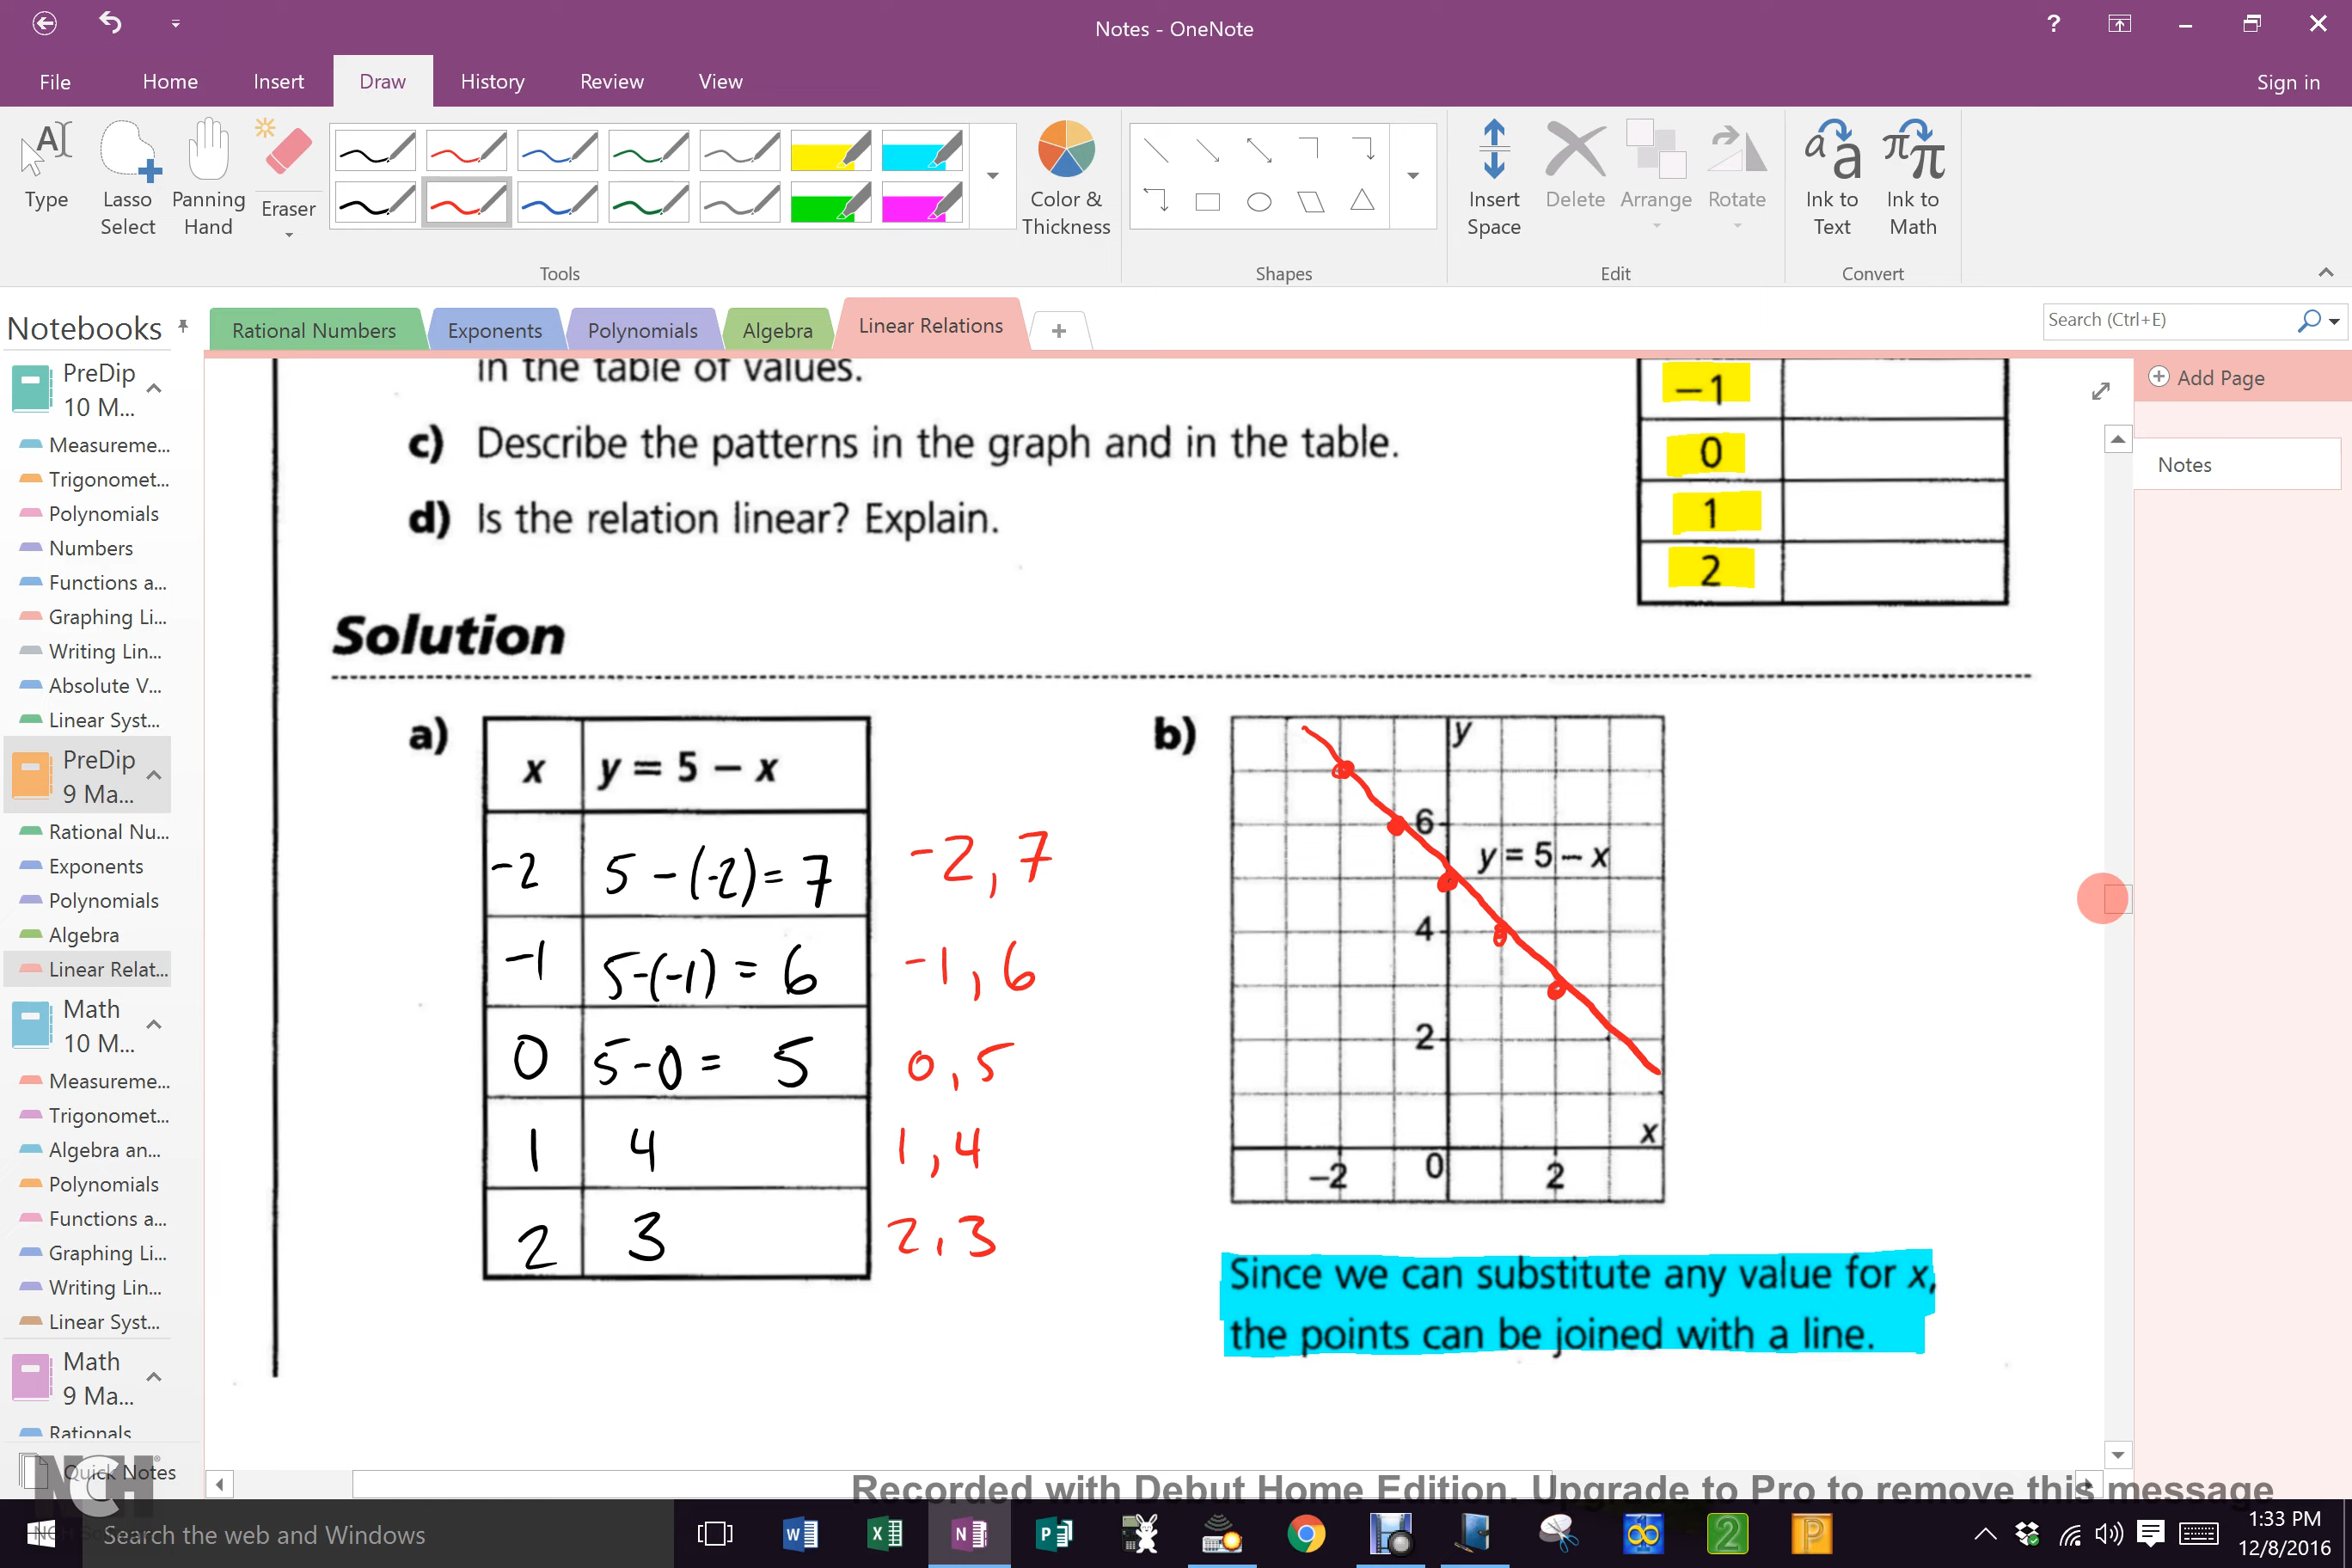 Notes - OneNote
?
File Home Insert Draw History Review View Sign in
Type
Lasso Select
Panning Hand
Eraser
Color & Thickness
Insert Space
Delete
Arrange
Rotate
Ink to Text
Ink to Math
Tools Shapes Edit Convert
Notebooks
Rational Numbers Exponents Polynomials Algebra Linear Relations +
Search (Ctrl+E)
Add Page
Notes
PreDip 10 M...
Measureme...
Trigonomet...
Polynomials
Numbers
Functions a...
Graphing Li...
Writing Lin...
Absolute V...
Linear Syst...
PreDip 9 Ma...
Rational Nu...
Exponents
Polynomials
Algebra
Linear Relat...
Math 10 M...
Measureme...
Trigonomet...
Algebra an...
Polynomials
Functions a...
Graphing Li...
Writing Lin...
Linear Syst...
Math 9 Ma...
Rationals
Quick Notes
in the table of values.
c) Describe the patterns in the graph and in the table.
d) Is the relation linear? Explain.
-1
0
1
2
Solution
a)
x y = 5 – x
-2 5 - (-2) = 7 -2, 7
-1 5-(-1) = 6 -1, 6
0 5-0 = 5 0, 5
1 4 1, 4
2 3 2, 3
b)
y
6
y = 5 – x
4
2
x
–2 0 2
Since we can substitute any value for x,
the points can be joined with a line.
Recorded with Debut Home Edition. Upgrade to Pro to remove this message
NCH
Search the web and Windows
1:33 PM
12/8/2016